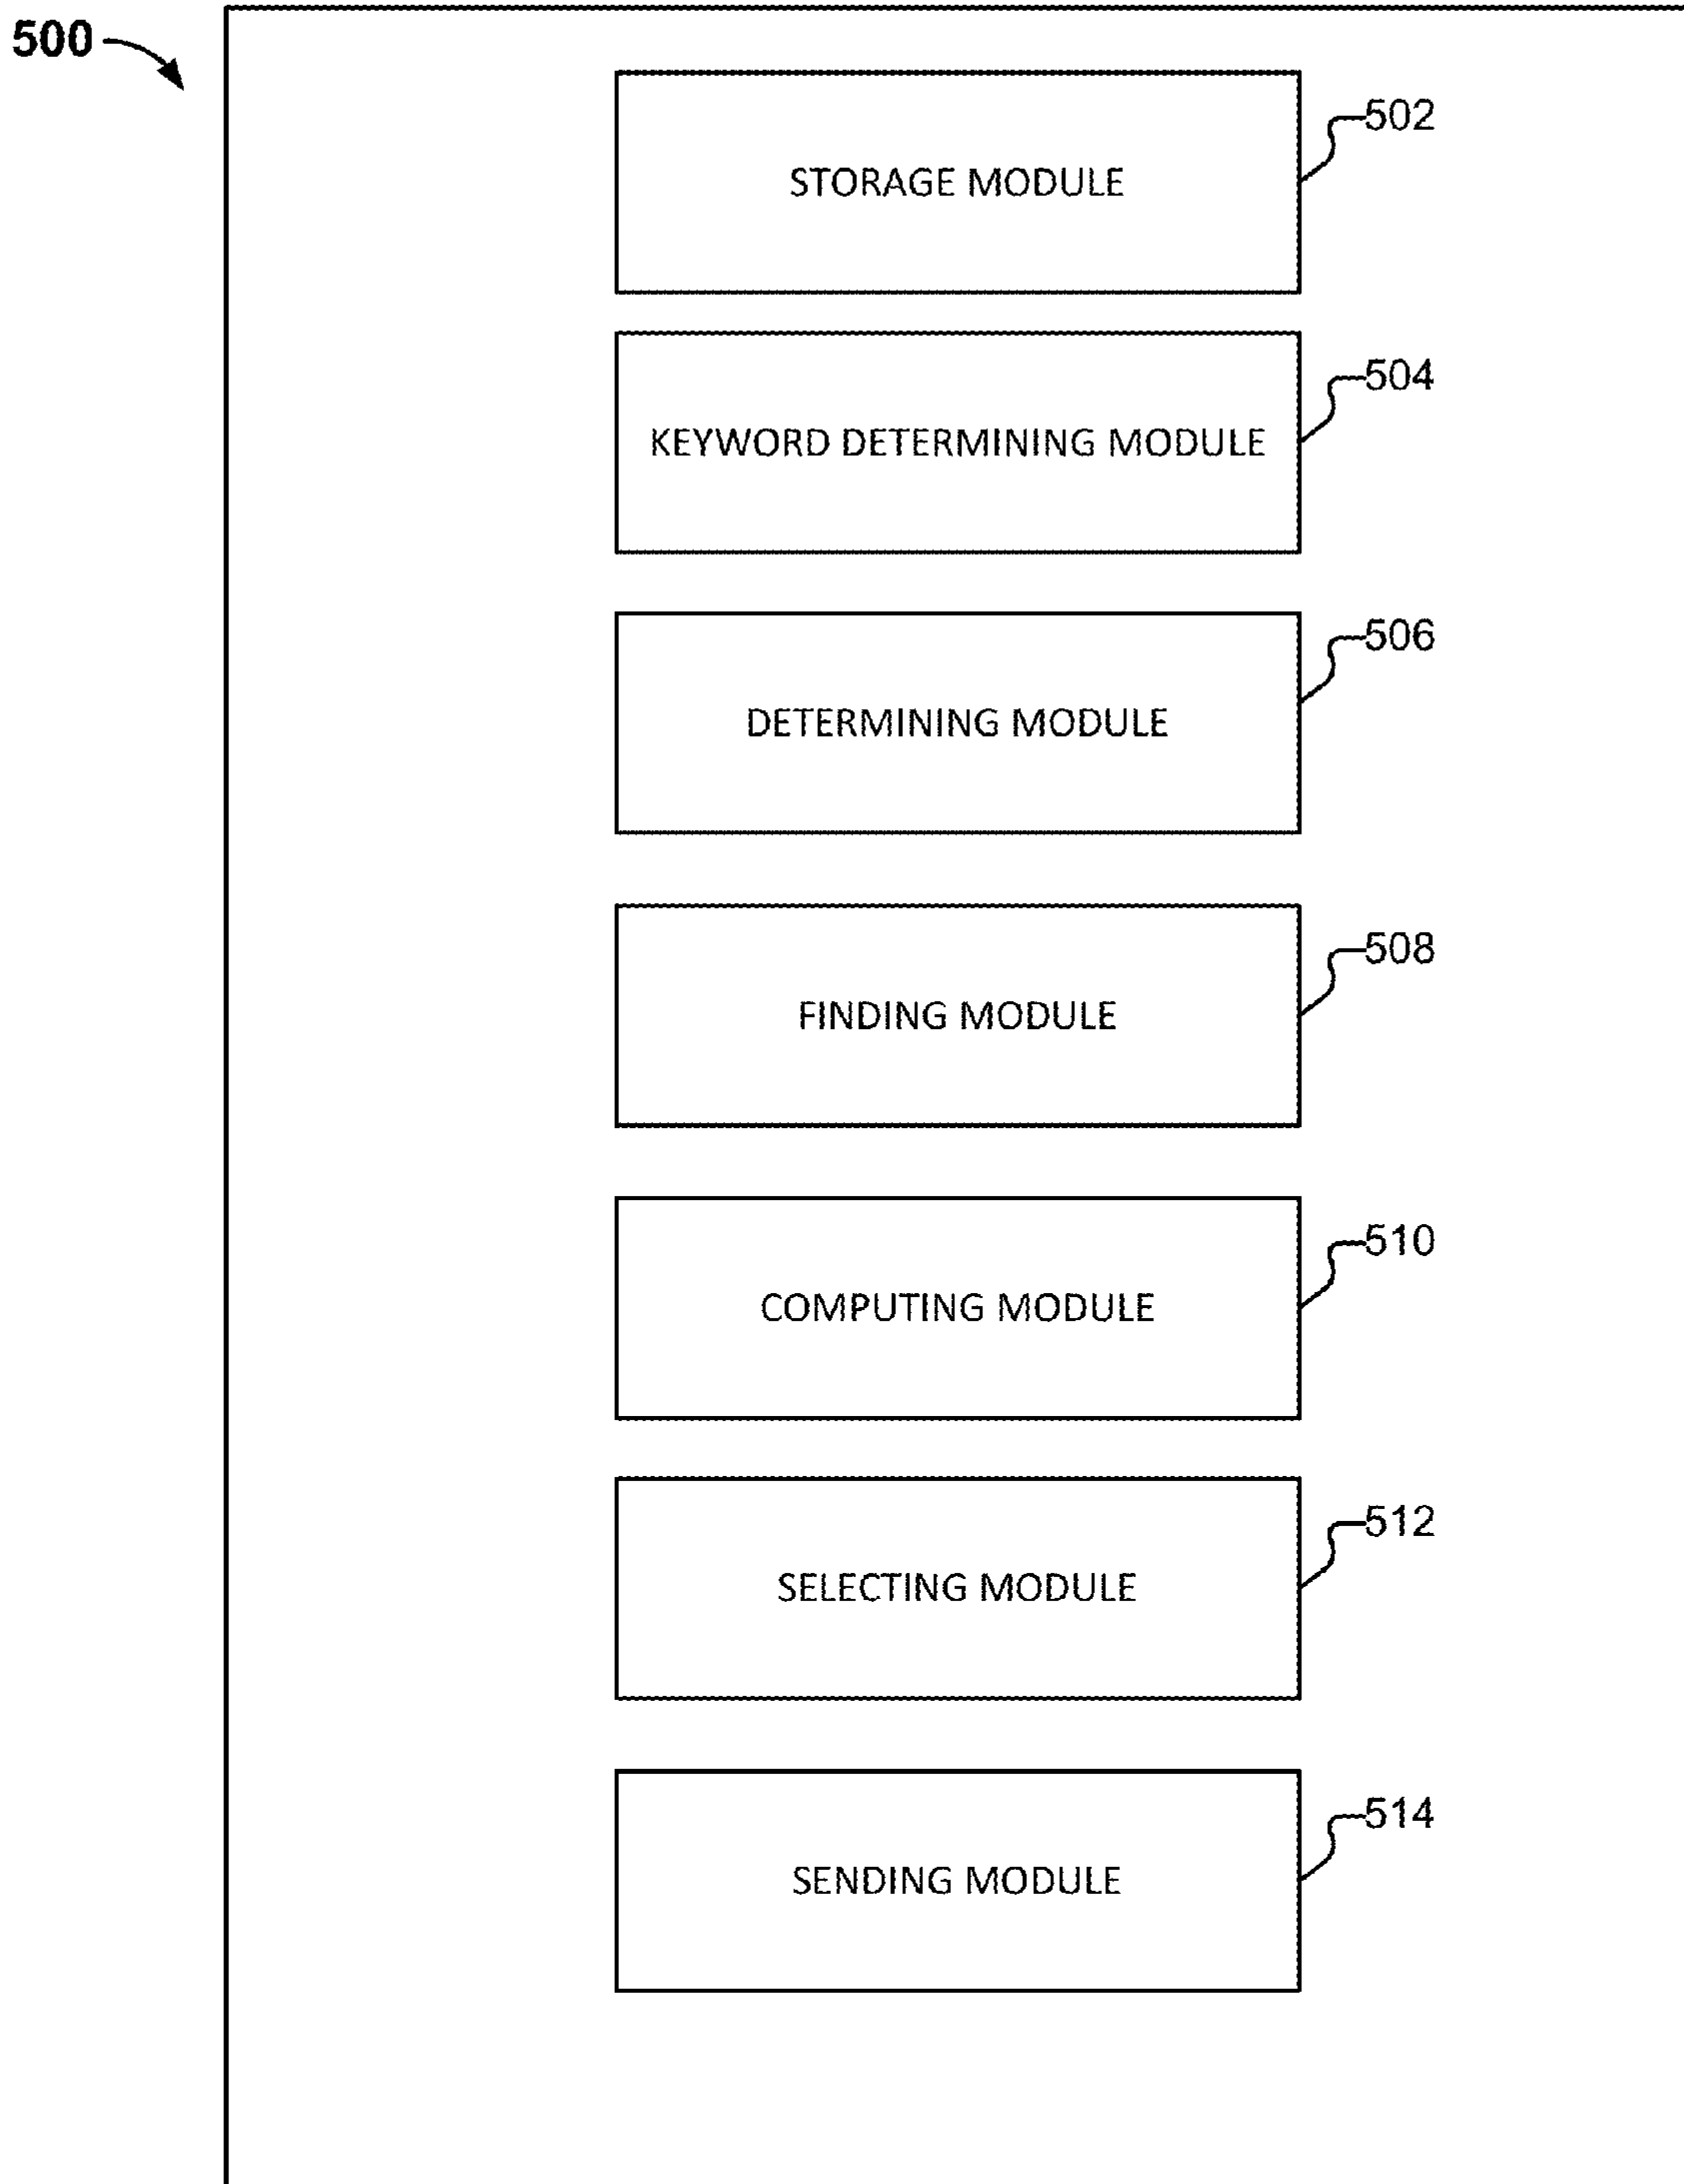 500
502
STORAGE MODULE
504
KEYWORD DETERMINING MODULE
506
DETERMINING MODULE
508
FINDING MODULE
510
COMPUTING MODULE
512
SELECTING MODULE
514
SENDING MODULE